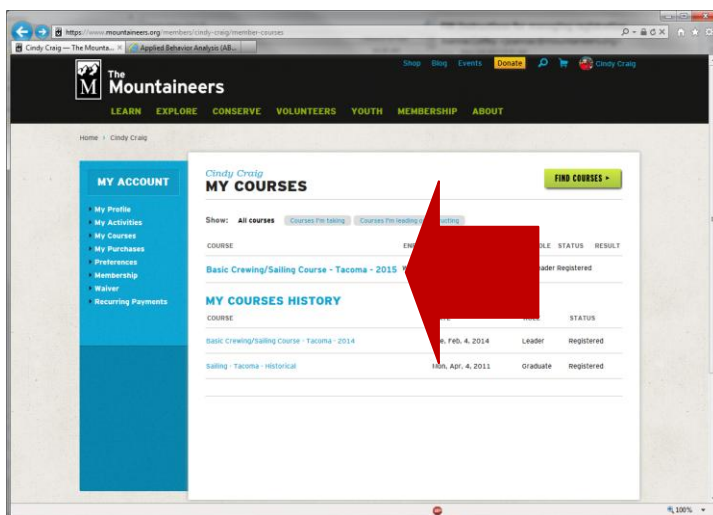 https://www.mountaineers.org/members/cindy-craig/member-courses
Cindy Craig — The Mounta... Applied Behavior Analysis (AB...
Shop Blog Events Donate Cindy Craig
M The Mountaineers
LEARN EXPLORE CONSERVE VOLUNTEERS YOUTH MEMBERSHIP ABOUT
Home Cindy Craig
MY ACCOUNT
My Profile
My Activities
My Courses
My Purchases
Preferences
Membership
Waiver
Recurring Payments
Cindy Craig
MY COURSES
FIND COURSES
Show: All courses Courses I'm taking Courses I'm leading
COURSE STATUS RESULT
Basic Crewing/Sailing Course - Tacoma - 2015 Registered
MY COURSES HISTORY
COURSE STATUS
Basic Crewing/Sailing Course - Tacoma - 2014 Feb. 4, 2014 Leader Registered
Sailing - Tacoma - Historical Mon, Apr. 4, 2011 Graduate Registered
100%